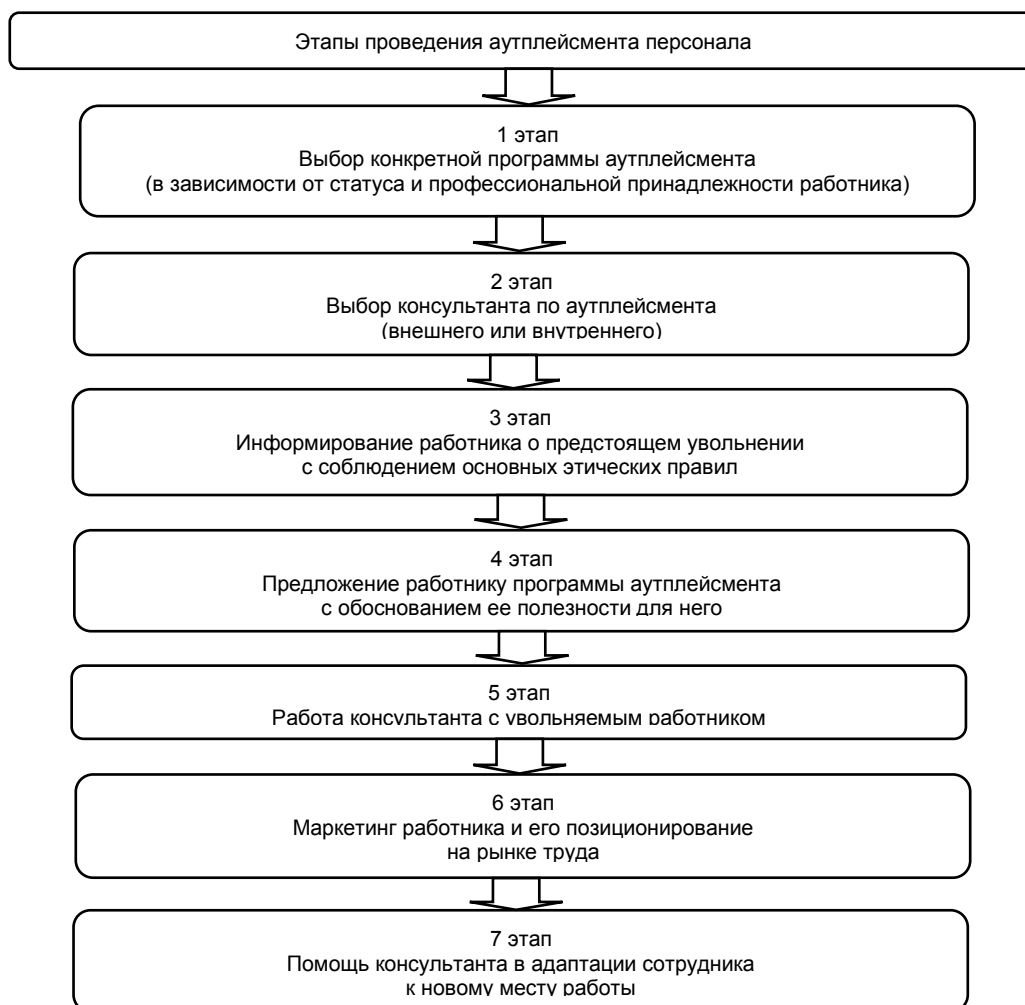 Этапы проведения аутплейсмента персонала
1 этап
Выбор конкретной программы аутплейсмента
(в зависимости от статуса и профессиональной принадлежности работника)
2 этап
Выбор консультанта по аутплейсмента
(внешнего или внутреннего)
3 этап
Информирование работника о предстоящем увольнении
с соблюдением основных этических правил
4 этап
Предложение работнику программы аутплейсмента
с обоснованием ее полезности для него
5 этап
Работа консультанта с увольняемым работником
6 этап
Маркетинг работника и его позиционирование
на рынке труда
7 этап
Помощь консультанта в адаптации сотрудника
к новому месту работы